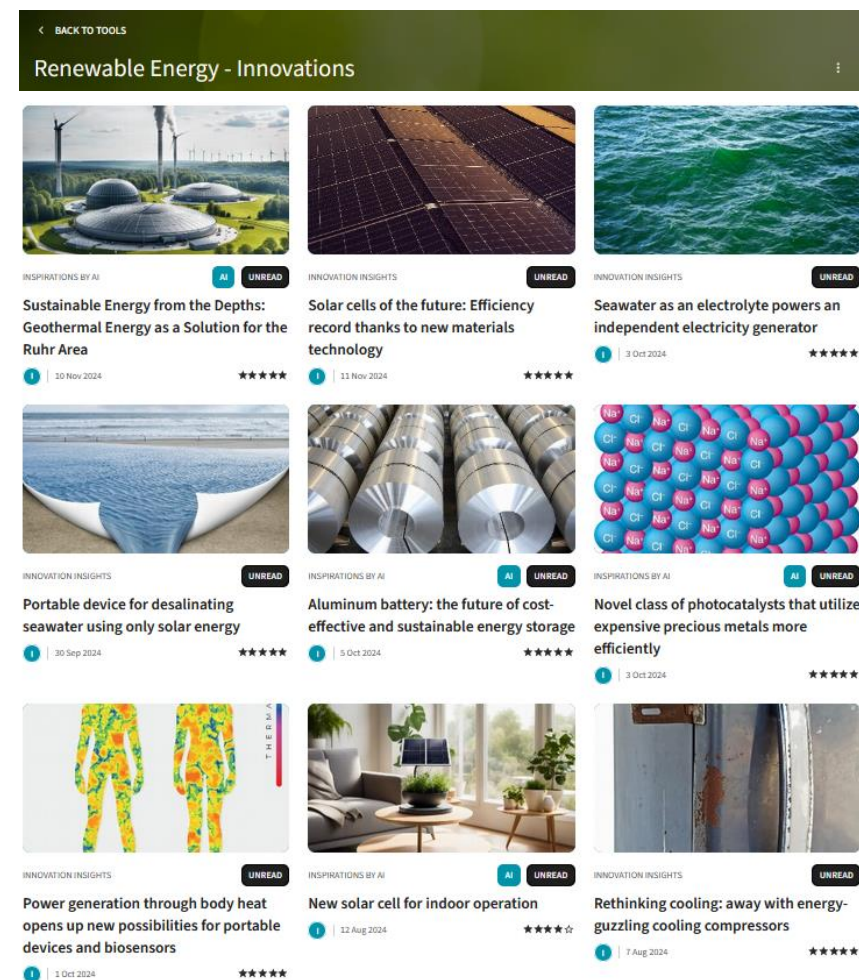 BACK TO TOOLS
Renewable Energy - Innovations
INSPIRATIONS BY AI
AI
UNREAD
Sustainable Energy from the Depths:
Geothermal Energy as a Solution for the
Ruhr Area
I
10 Nov 2024
INNOVATION INSIGHTS
UNREAD
Solar cells of the future: Efficiency
record thanks to new materials
technology
I
11 Nov 2024
INNOVATION INSIGHTS
UNREAD
Seawater as an electrolyte powers an
independent electricity generator
I
3 Oct 2024
INNOVATION INSIGHTS
UNREAD
Portable device for desalinating
seawater using only solar energy
I
30 Sep 2024
INSPIRATIONS BY AI
AI
UNREAD
Aluminum battery: the future of cost-
effective and sustainable energy storage
I
5 Oct 2024
Na+ Cl- Na+ Cl- Na+ Cl- Na+
INSPIRATIONS BY AI
AI
UNREAD
Novel class of photocatalysts that utilize
expensive precious metals more
efficiently
I
3 Oct 2024
THERMA
INNOVATION INSIGHTS
UNREAD
Power generation through body heat
opens up new possibilities for portable
devices and biosensors
I
1 Oct 2024
INSPIRATIONS BY AI
AI
UNREAD
New solar cell for indoor operation
I
12 Aug 2024
INNOVATION INSIGHTS
UNREAD
Rethinking cooling: away with energy-
guzzling cooling compressors
I
7 Aug 2024